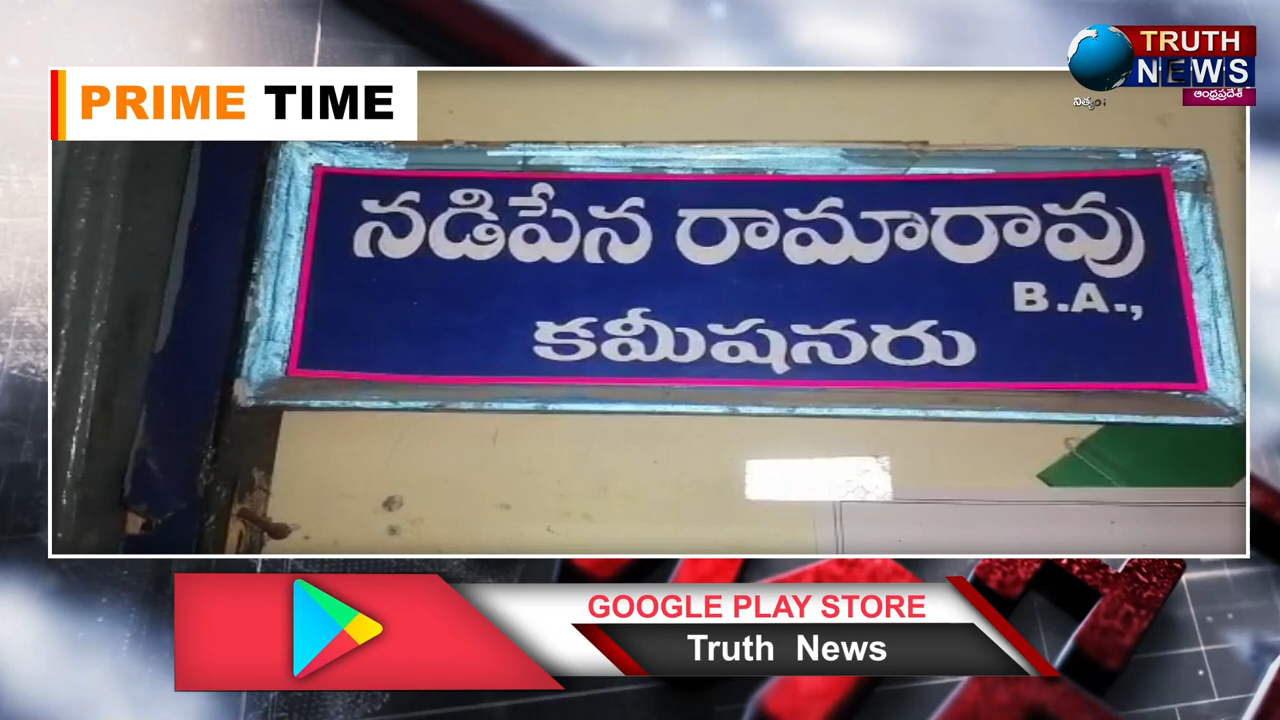 PRIME TIME
TRUTH
NEWS
ఆంధ్రప్రదేశ్
నడిపేన రామారావు
B.A.,
కమీషనరు
GOOGLE PLAY STORE
Truth News